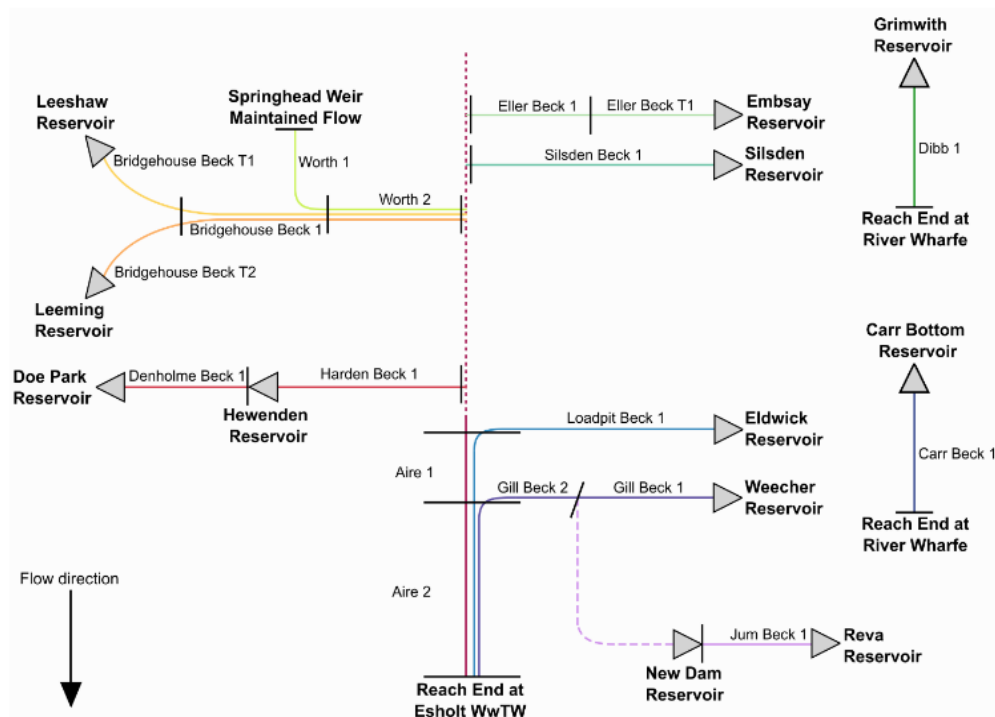 Grimwith
Reservoir
Leeshaw
Reservoir
Springhead Weir
Maintained Flow
Eller Beck 1
Eller Beck T1
Embsay
Reservoir
Bridgehouse Beck T1
Worth 1
Silsden Beck 1
Silsden
Reservoir
Dibb 1
Worth 2
Bridgehouse Beck 1
Reach End at
River Wharfe
Bridgehouse Beck T2
Leeming
Reservoir
Carr Bottom
Reservoir
Doe Park
Reservoir
Denholme Beck 1
Harden Beck 1
Hewenden
Reservoir
Loadpit Beck 1
Eldwick
Reservoir
Aire 1
Carr Beck 1
Gill Beck 2
Gill Beck 1
Weecher
Reservoir
Reach End at
River Wharfe
Flow direction
Aire 2
Jum Beck 1
Reva
Reservoir
New Dam
Reservoir
Reach End at
Esholt WwTW